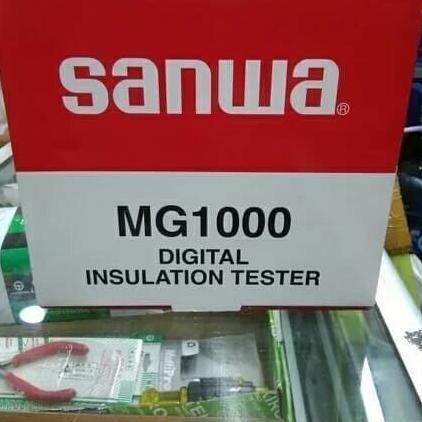 sanwa®
MG1000
DIGITAL
INSULATION TESTER